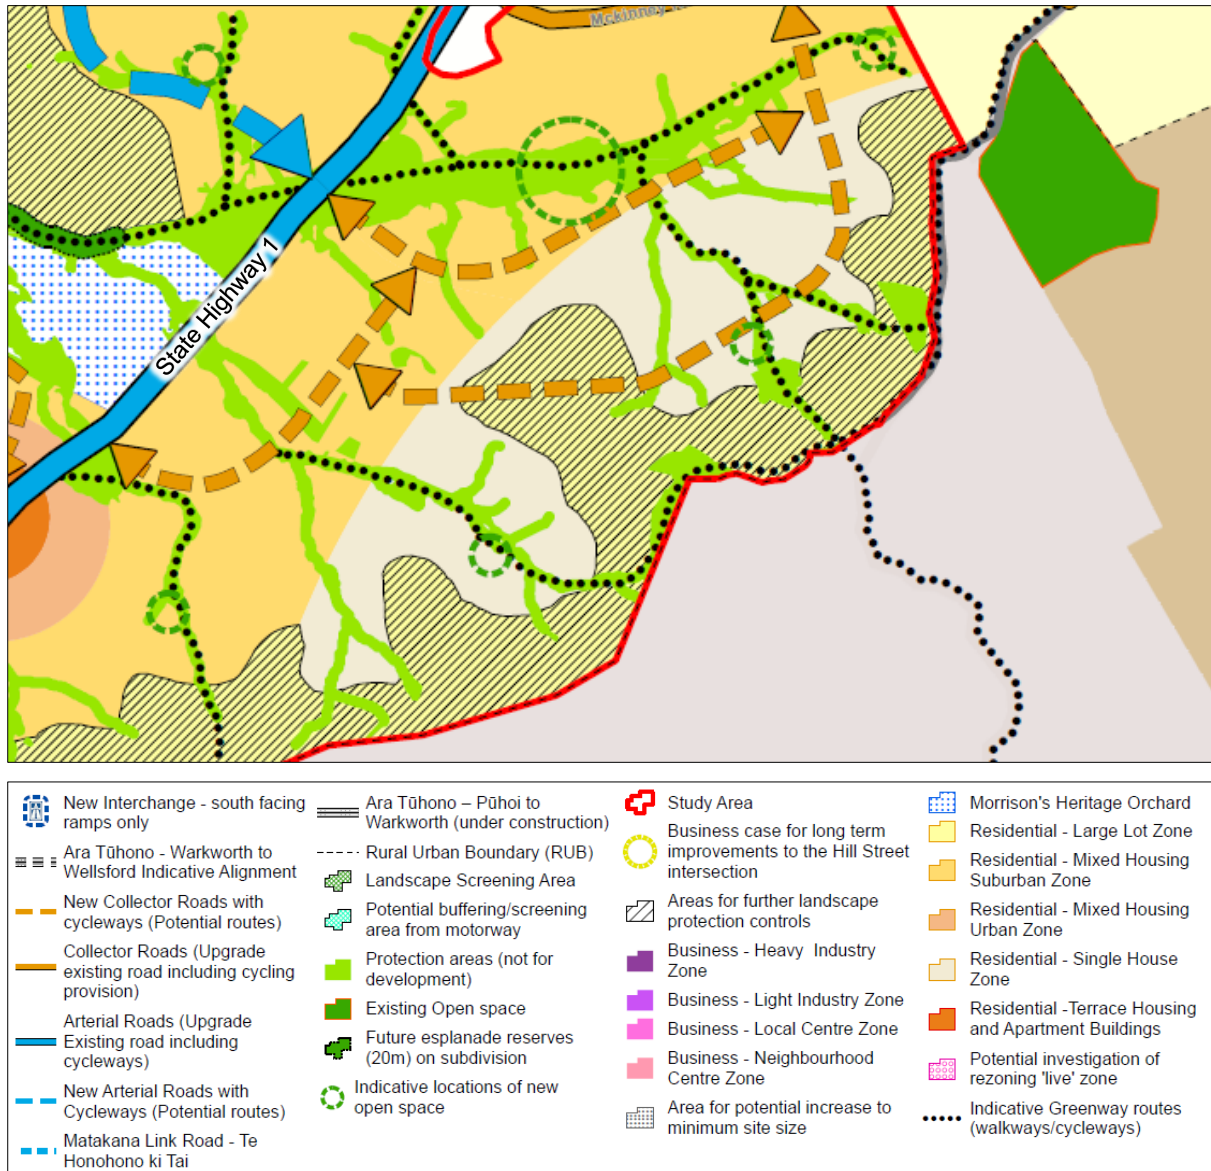 Mckinney
State Highway 1
New Interchange - south facing
ramps only
Ara Tūhono - Warkworth to
Wellsford Indicative Alignment
New Collector Roads with
cycleways (Potential routes)
Collector Roads (Upgrade
existing road including cycling
provision)
Arterial Roads (Upgrade
Existing road including
cycleways)
New Arterial Roads with
Cycleways (Potential routes)
Matakana Link Road - Te
Honohono ki Tai
Ara Tūhono – Pūhoi to
Warkworth (under construction)
Rural Urban Boundary (RUB)
Landscape Screening Area
Potential buffering/screening
area from motorway
Protection areas (not for
development)
Existing Open space
Future esplanade reserves
(20m) on subdivision
Indicative locations of new
open space
Study Area
Business case for long term
improvements to the Hill Street
intersection
Areas for further landscape
protection controls
Business - Heavy Industry
Zone
Business - Light Industry Zone
Business - Local Centre Zone
Business - Neighbourhood
Centre Zone
Area for potential increase to
minimum site size
Morrison's Heritage Orchard
Residential - Large Lot Zone
Residential - Mixed Housing
Suburban Zone
Residential - Mixed Housing
Urban Zone
Residential - Single House
Zone
Residential -Terrace Housing
and Apartment Buildings
Potential investigation of
rezoning 'live' zone
Indicative Greenway routes
(walkways/cycleways)